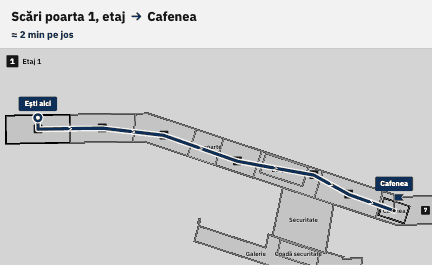 Scări poarta 1, etaj → Cafenea
≈ 2 min pe jos
1 Etaj 1
Ești aici
Cafenea
7
Securitate
Galerie
Coadă securitate